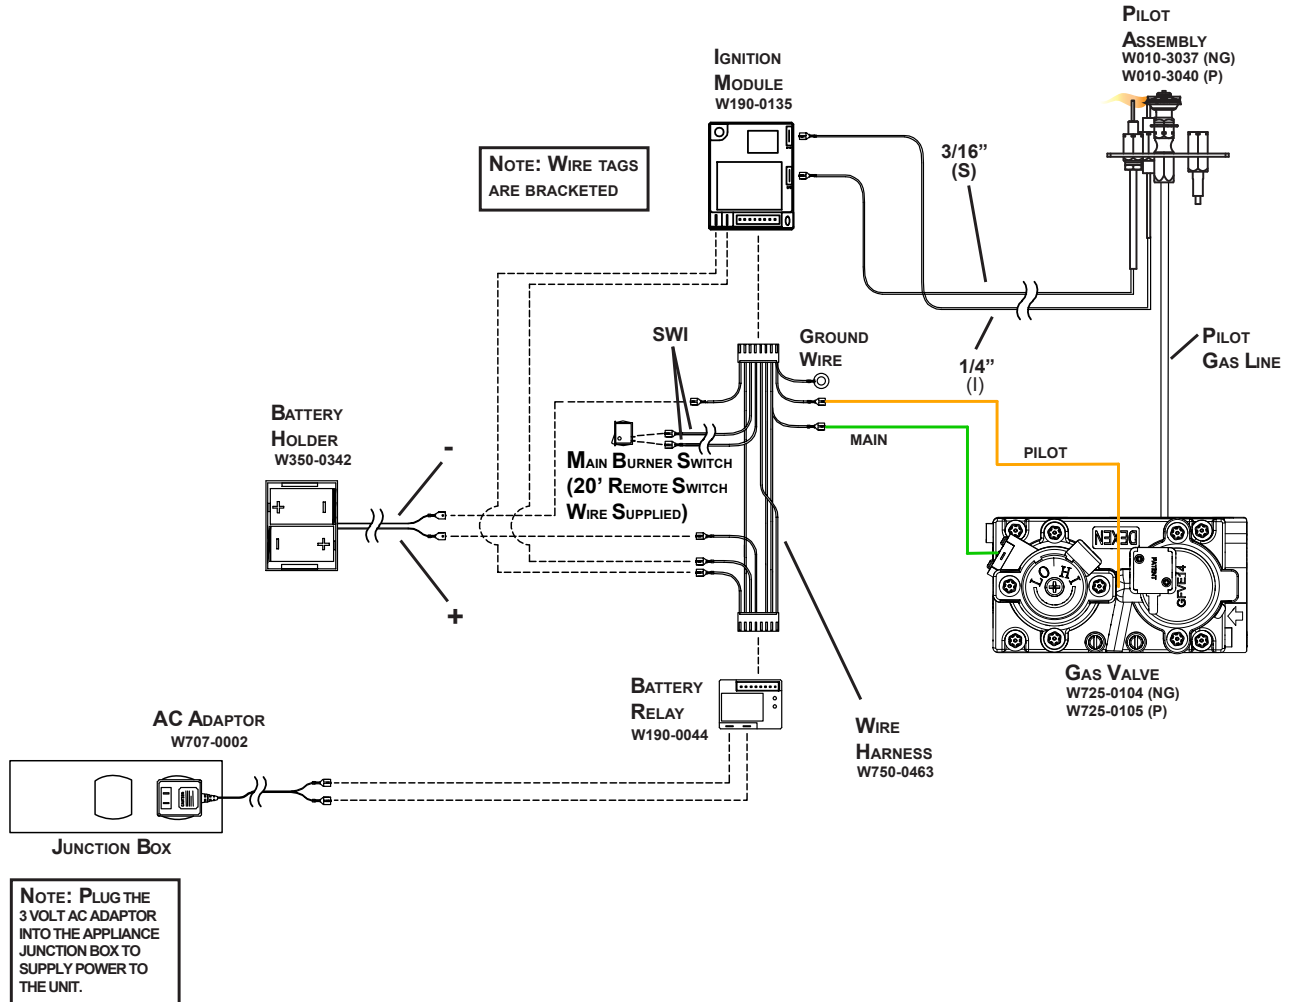 PILOT
ASSEMBLY
W010-3037 (NG)
W010-3040 (P)
IGNITION
MODULE
W190-0135
NOTE: WIRE TAGS
ARE BRACKETED
3/16”
(S)
1/4”
(I)
PILOT
GAS LINE
SWI
GROUND
WIRE
BATTERY
HOLDER
W350-0342
-
+
+ -
- +
MAIN BURNER SWITCH
(20’ REMOTE SWITCH
WIRE SUPPLIED)
MAIN
PILOT
DEXEN
LO HI
PATENT
GFVE14
GAS VALVE
W725-0104 (NG)
W725-0105 (P)
BATTERY
RELAY
W190-0044
WIRE
HARNESS
W750-0463
AC ADAPTOR
W707-0002
JUNCTION BOX
NOTE: PLUG THE
3 VOLT AC ADAPTOR
INTO THE APPLIANCE
JUNCTION BOX TO
SUPPLY POWER TO
THE UNIT.